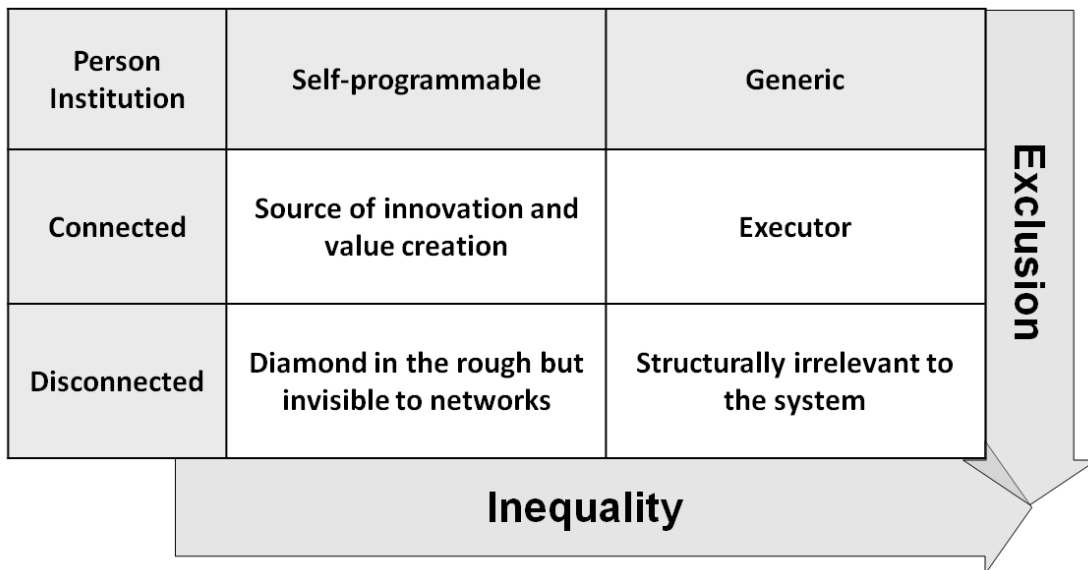 Person
Institution
Self-programmable
Generic
Connected
Source of innovation and
value creation
Executor
Disconnected
Diamond in the rough but
invisible to networks
Structurally irrelevant to
the system
Exclusion
Inequality